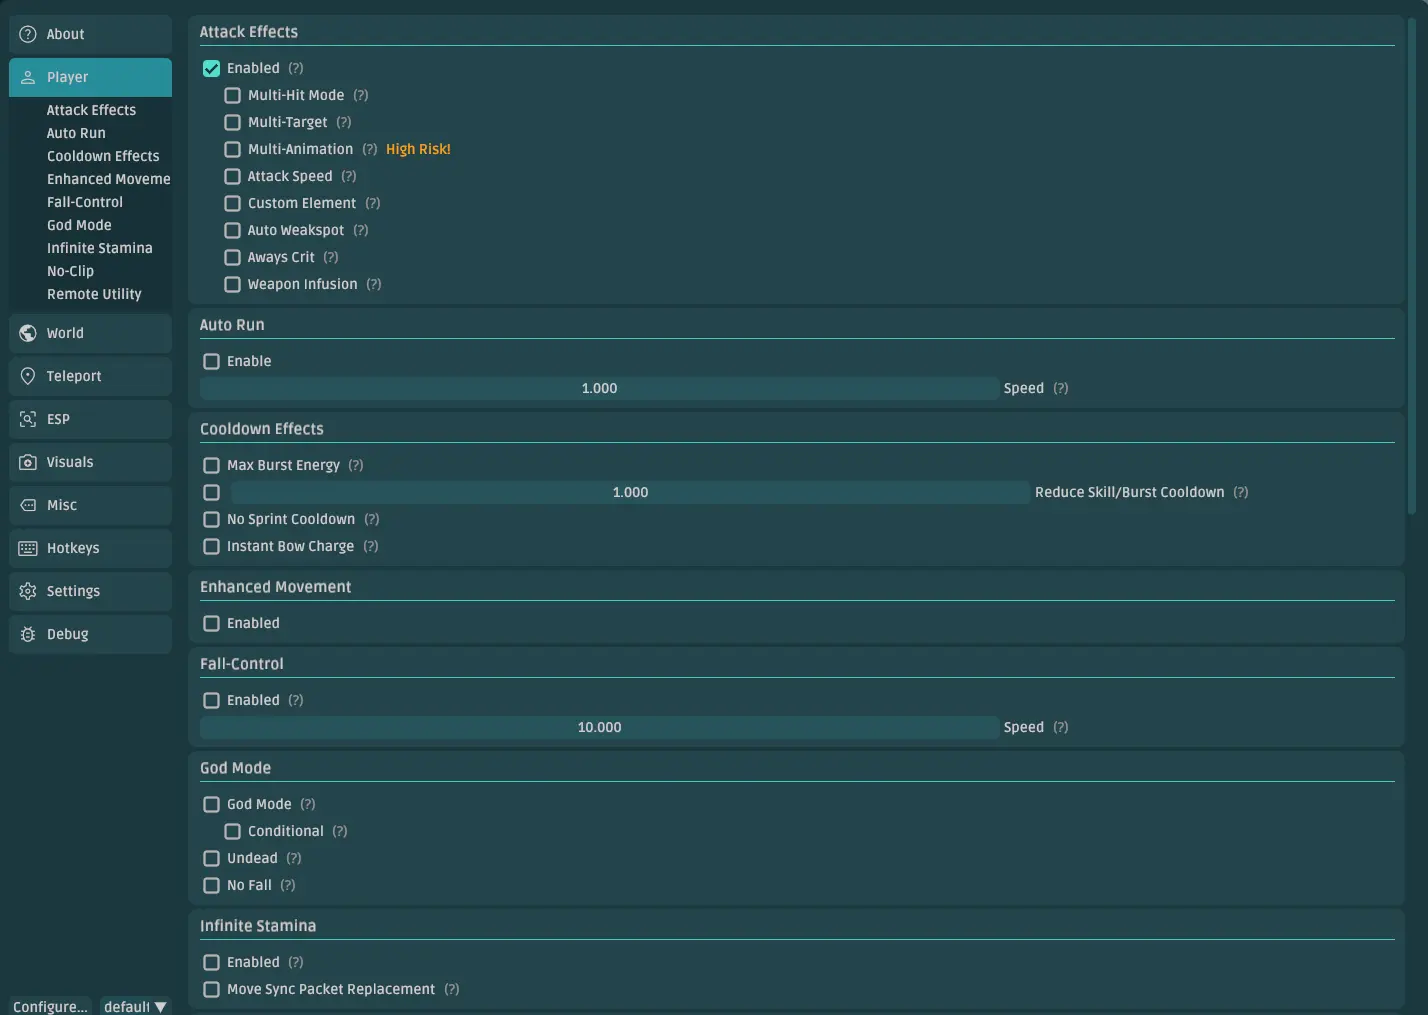 About
Player
Attack Effects
Auto Run
Cooldown Effects
Enhanced Moveme
Fall-Control
God Mode
Infinite Stamina
No-Clip
Remote Utility
World
Teleport
ESP
Visuals
Misc
Hotkeys
Settings
Debug
Configure...
default
Attack Effects
Enabled (?)
Multi-Hit Mode (?)
Multi-Target (?)
Multi-Animation (?) High Risk!
Attack Speed (?)
Custom Element (?)
Auto Weakspot (?)
Aways Crit (?)
Weapon Infusion (?)
Auto Run
Enable
1.000 Speed (?)
Cooldown Effects
Max Burst Energy (?)
1.000 Reduce Skill/Burst Cooldown (?)
No Sprint Cooldown (?)
Instant Bow Charge (?)
Enhanced Movement
Enabled
Fall-Control
Enabled (?)
10.000 Speed (?)
God Mode
God Mode (?)
Conditional (?)
Undead (?)
No Fall (?)
Infinite Stamina
Enabled (?)
Move Sync Packet Replacement (?)